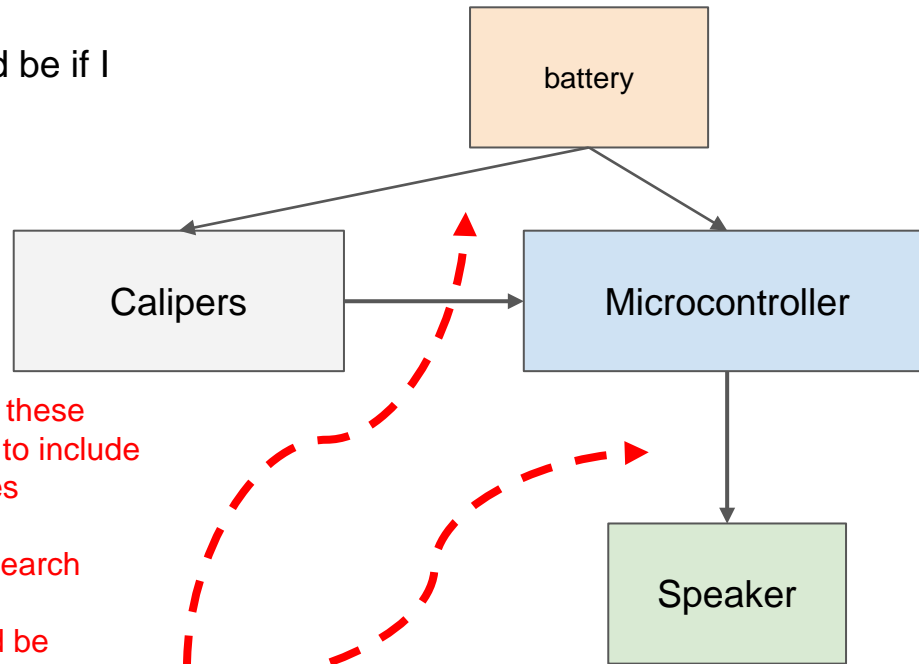 d be if I
battery
Calipers
Microcontroller
these
to include
es
earch
d be
Speaker